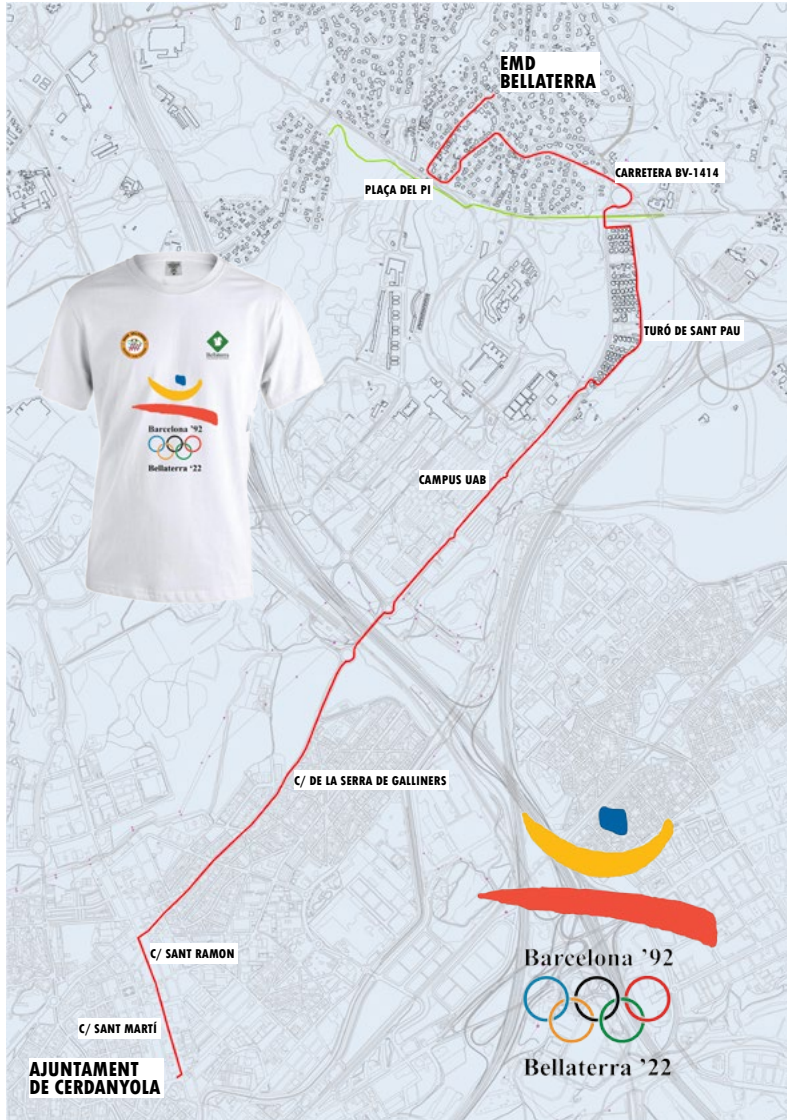 EMD
BELLATERRA
CARRETERA BV-1414
PLAÇA DEL PI
TURÓ DE SANT PAU
Bellaterra
Barcelona '92
Bellaterra '22
CAMPUS UAB
C/ DE LA SERRA DE GALLINERS
C/ SANT RAMON
Barcelona ’92
C/ SANT MARTÍ
Bellaterra ’22
AJUNTAMENT
DE CERDANYOLA